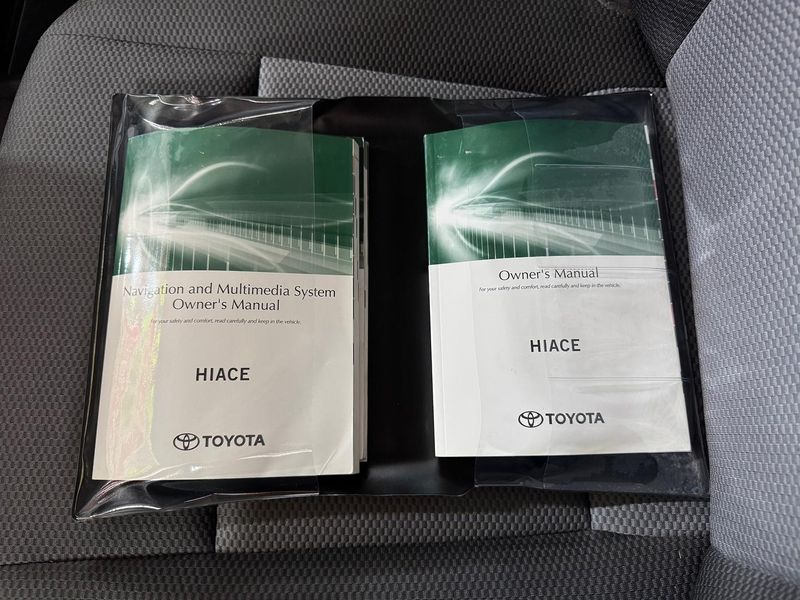 Navigation and Multimedia System
Owner's Manual
For your safety and comfort, read carefully and keep in the vehicle.
HIACE
TOYOTA
Owner's Manual
For your safety and comfort, read carefully and keep in the vehicle.
HIACE
TOYOTA